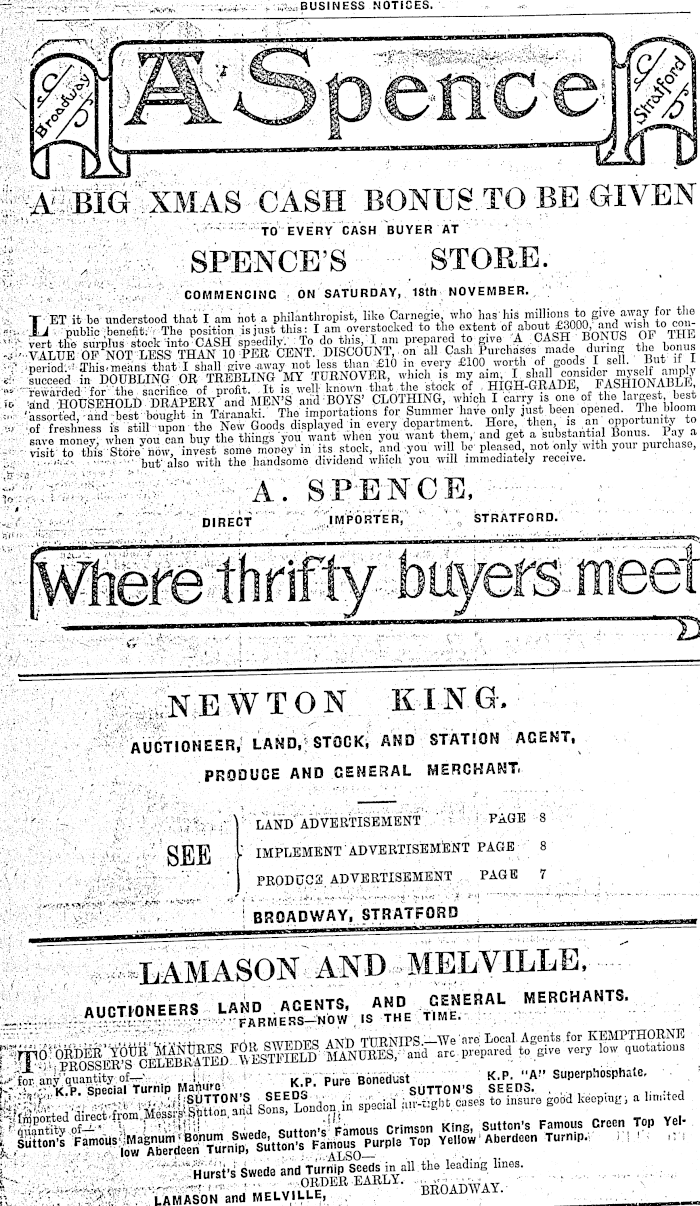 BUSINESS NOTICES.
Broadway
A Spence
Stratford
A BIG XMAS CASH BONUS TO BE GIVEN
TO EVERY CASH BUYER AT
SPENCE'S STORE.
COMMENCING ON SATURDAY, 18th NOVEMBER.
LET it be understood that I am not a philanthropist, like Carnegie, who has his millions to give away for the
public benefit. The position is just this: I am overstocked to the extent of about £3000, and wish to con-
vert the surplus stock into CASH speedily. To do this, I am prepared to give A CASH BONUS OF THE
VALUE OF NOT LESS THAN 10 PER CENT. DISCOUNT, on all Cash Purchases made during the bonus
period. This means that I shall give away not less than £10 in every £100 worth of goods I sell. But if I
succeed in DOUBLING OR TREBLING MY TURNOVER, which is my aim, I shall consider myself amply
rewarded for the sacrifice of profit. It is well known that the stock of HIGH-GRADE, FASHIONABLE,
and HOUSEHOLD DRAPERY and MEN'S and BOYS' CLOTHING, which I carry is one of the largest, best
assorted, and best bought in Taranaki. The importations for Summer have only just been opened. The bloom
of freshness is still upon the New Goods displayed in every department. Here, then, is an opportunity to
save money, when you can buy the things you want when you want them, and get a substantial Bonus. Pay a
visit to this Store now, invest some money in its stock, and you will be pleased, not only with your purchase,
but also with the handsome dividend which you will immediately receive.
A. SPENCE,
DIRECT IMPORTER, STRATFORD.
Where thrifty buyers meet
NEWTON KING.
AUCTIONEER, LAND, STOCK, AND STATION AGENT,
PRODUCE AND GENERAL MERCHANT.
SEE
LAND ADVERTISEMENT PAGE 8
IMPLEMENT ADVERTISEMENT PAGE 8
PRODUCE ADVERTISEMENT PAGE 7
BROADWAY, STRATFORD
LAMASON AND MELVILLE,
AUCTIONEERS LAND AGENTS, AND GENERAL MERCHANTS.
FARMERS—NOW IS THE TIME.
TO ORDER YOUR MANURES FOR SWEDES AND TURNIPS.—We are Local Agents for KEMPTHORNE
PROSSER'S CELEBRATED WESTFIELD MANURES, and are prepared to give very low quotations
for any quantity of—
K.P. Special Turnip Manure K.P. Pure Bonedust K.P. "A" Superphosphate.
SUTTON'S SEEDS SUTTON'S SEEDS.
Imported direct from Messrs Sutton and Sons, London in special air-tight cases to insure good keeping; a limited
quantity of—
Sutton's Famous Magnum Bonum Swede, Sutton's Famous Crimson King, Sutton's Famous Green Top Yel-
low Aberdeen Turnip, Sutton's Famous Purple Top Yellow Aberdeen Turnip.
ALSO—
Hurst's Swede and Turnip Seeds in all the leading lines.
ORDER EARLY.
LAMASON and MELVILLE, BROADWAY.